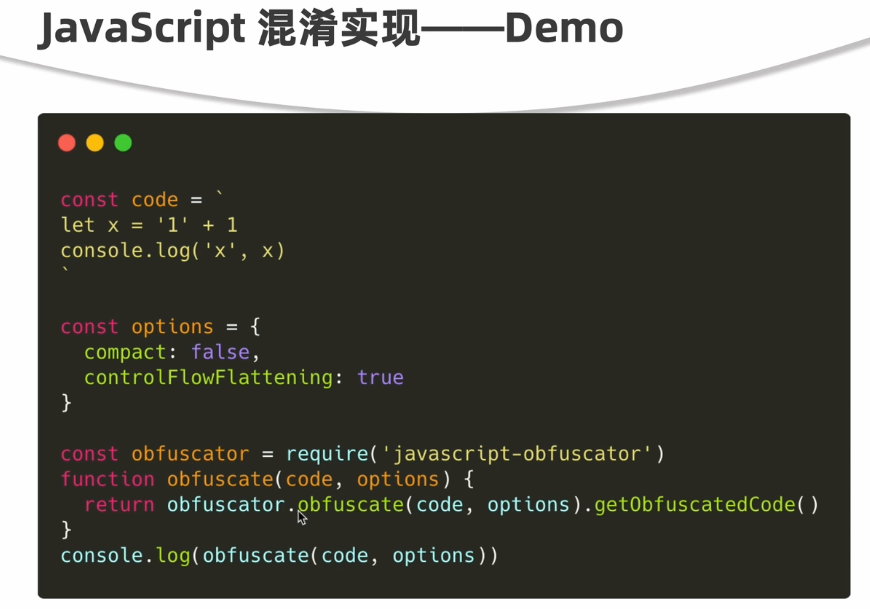 JavaScript 混淆实现——Demo
const code = `
let x = '1' + 1
console.log('x', x)
`
const options = {
  compact: false,
  controlFlowFlattening: true
}
const obfuscator = require('javascript-obfuscator')
function obfuscate(code, options) {
  return obfuscator.obfuscate(code, options).getObfuscatedCode()
}
console.log(obfuscate(code, options))